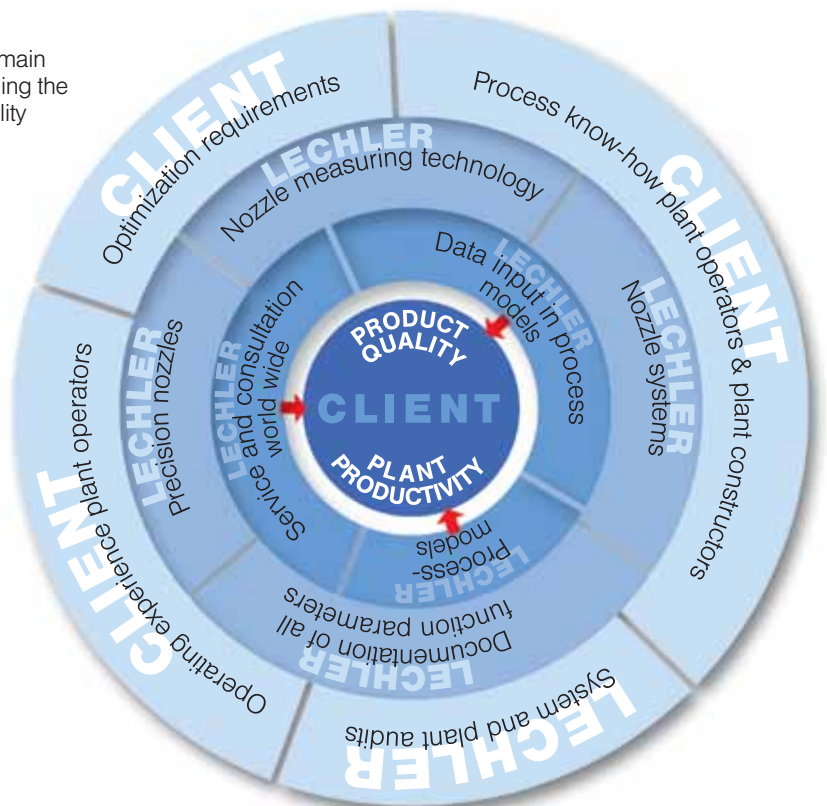 main
ing the
lity
CLIENT
Optimization requirements
CLIENT
Process know-how plant operators & plant constructors
LECHLER
System and plant audits
CLIENT
Operating experience plant operators
LECHLER
Nozzle measuring technology
LECHLER
Nozzle systems
LECHLER
Documentation of all
function parameters
LECHLER
Precision nozzles
LECHLER
Data input in process
models
LECHLER
Process-
models
LECHLER
Service and consultation
world wide
PRODUCT
QUALITY
CLIENT
PLANT
PRODUCTIVITY